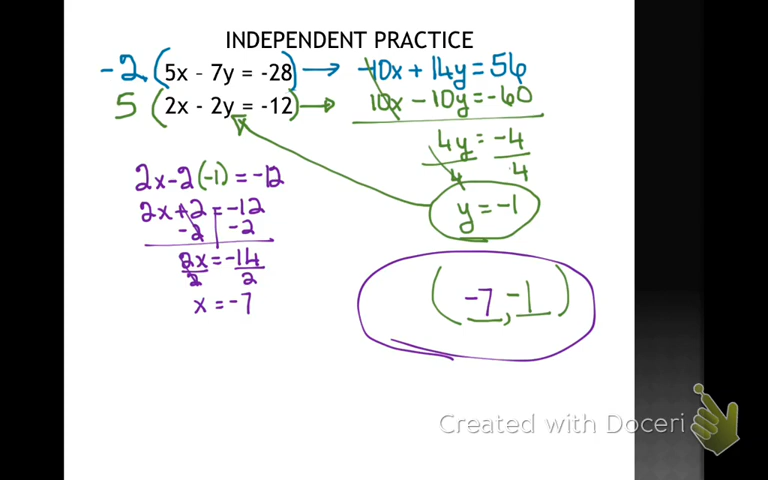 INDEPENDENT PRACTICE
-2 (5x - 7y = -28) → -10x + 14y = 56
5 (2x - 2y = -12) → 10x - 10y = -60
4y = -4
4 4
y = -1
2x - 2(-1) = -12
2x + 2 = -12
-2 -2
2x = -14
2 2
x = -7
(-7, -1)
Created with Doceri